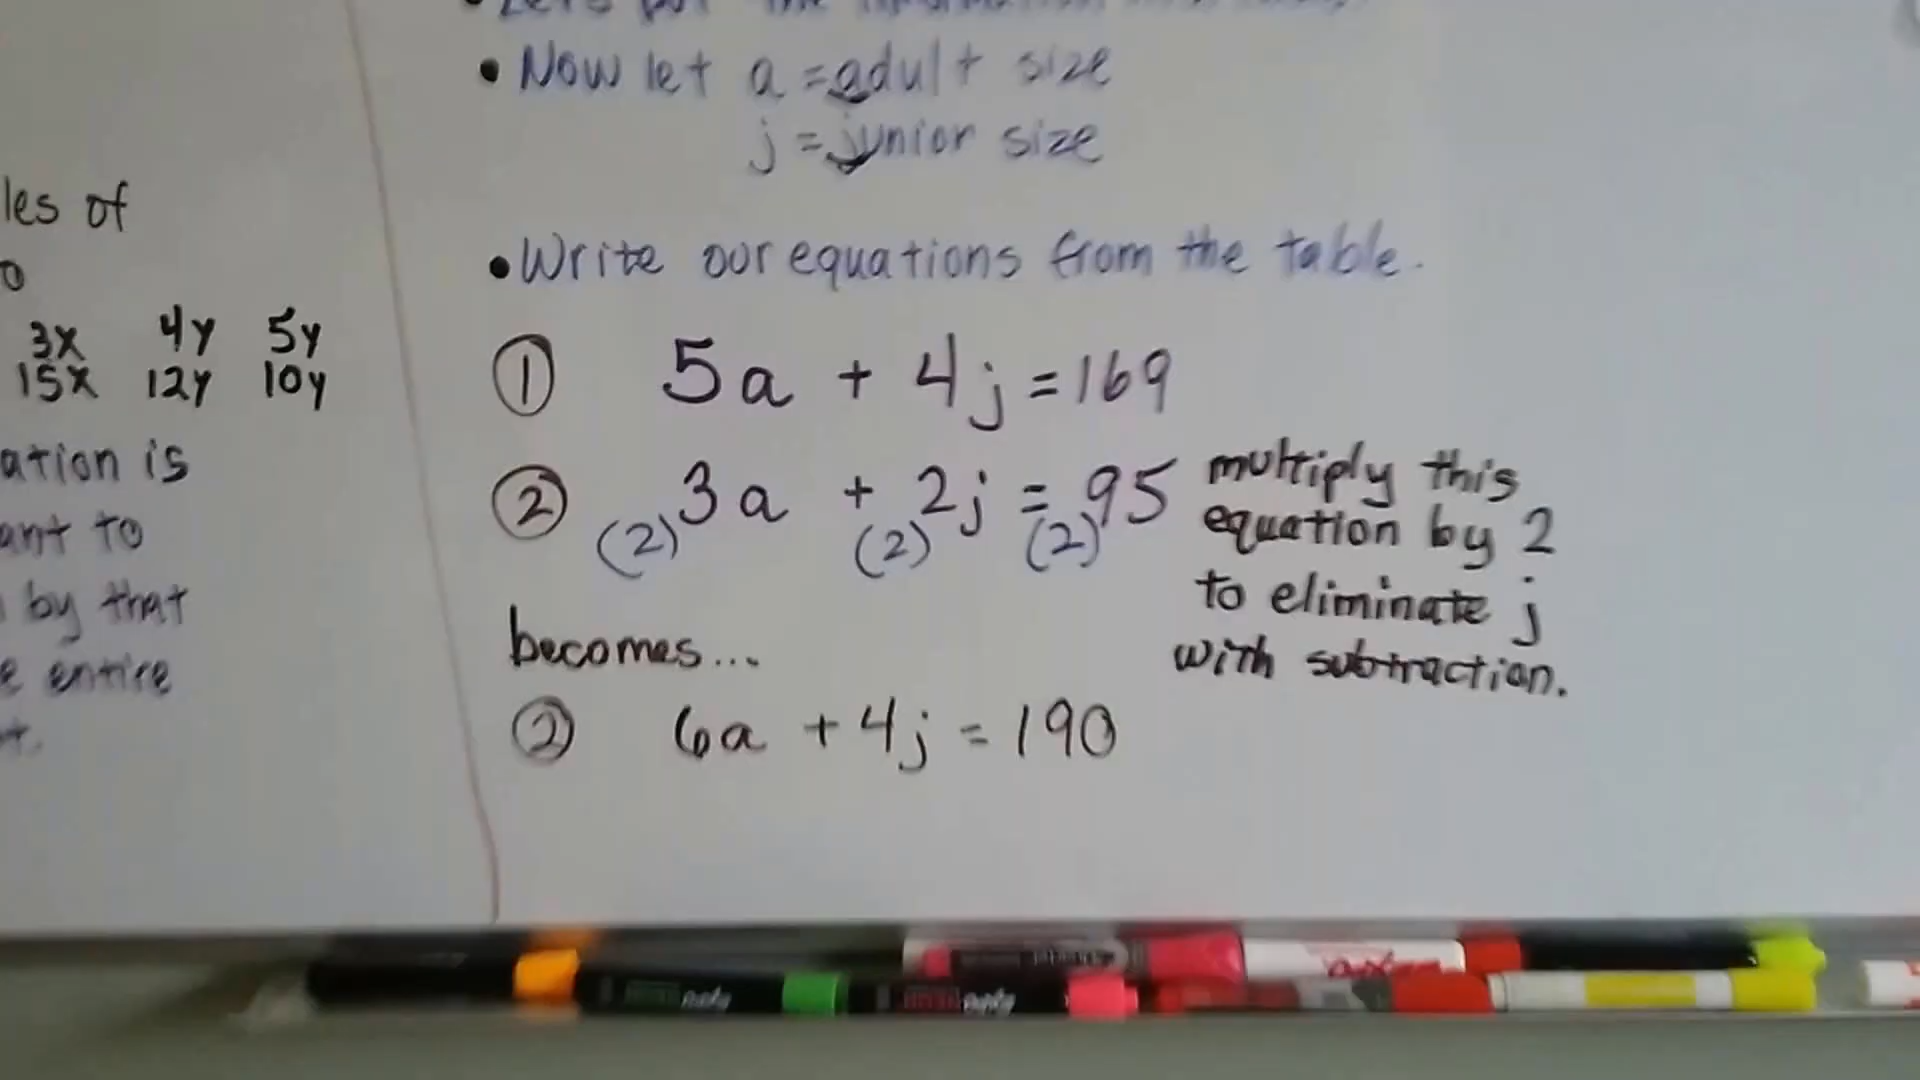 • Now let a = adult size
j = junior size
les of
• Write our equations from the table.
3x 4y 5y
15x 12y 10y
① 5a + 4j = 169
ation is
② 3a + 2j = 95
(2) (2) (2)
multiply this
equation by 2
to eliminate j
with subtraction.
ant to
by that
becomes...
e entire
② 6a + 4j = 190